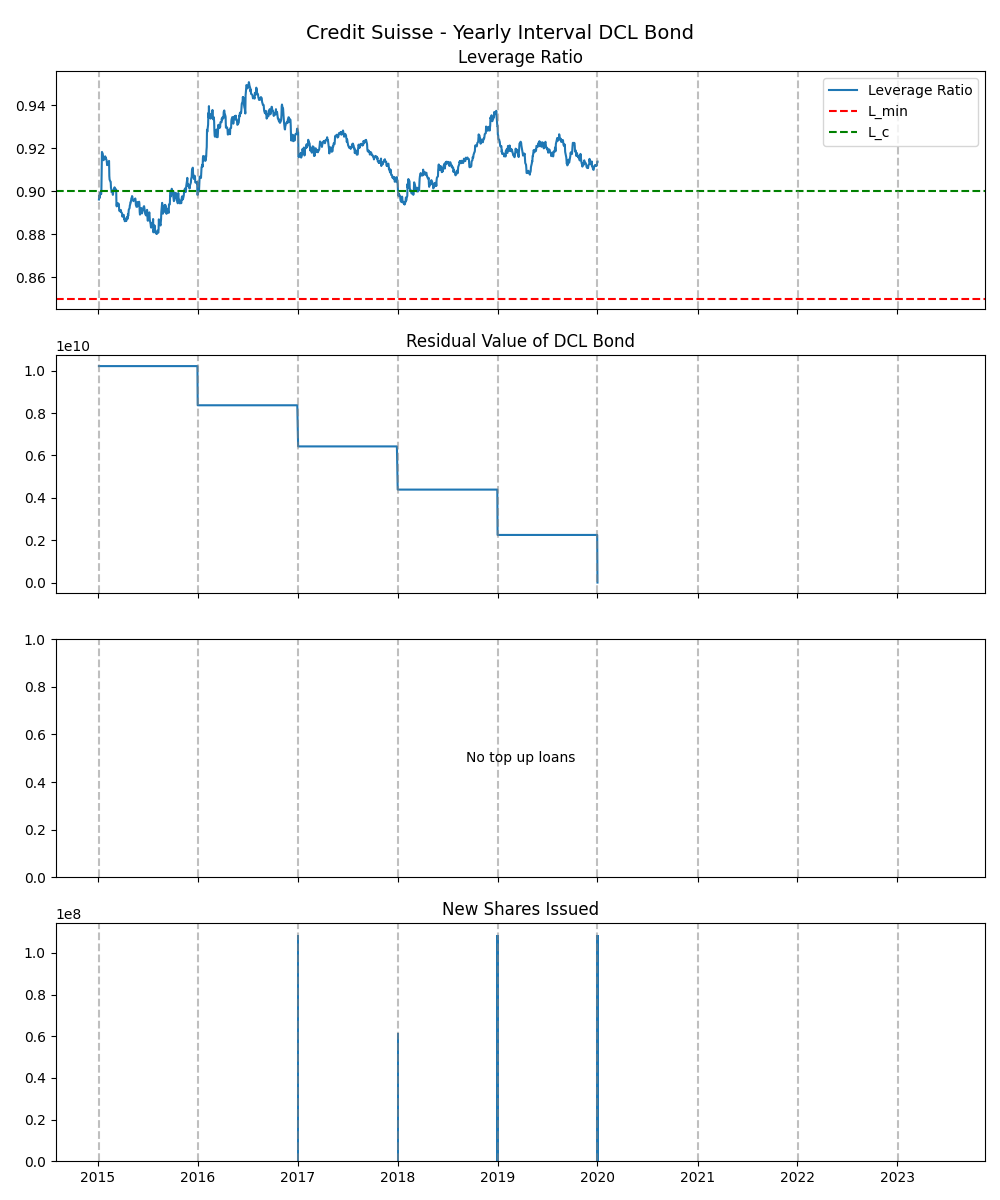 Credit Suisse - Yearly Interval DCL Bond
Leverage Ratio
0.94
0.92
0.90
0.88
0.86
Leverage Ratio
L_min
L_c
Residual Value of DCL Bond
1e10
1.0
0.8
0.6
0.4
0.2
0.0
1.0
0.8
0.6
0.4
0.2
0.0
No top up loans
New Shares Issued
1e8
1.0
0.8
0.6
0.4
0.2
0.0
2015 2016 2017 2018 2019 2020 2021 2022 2023